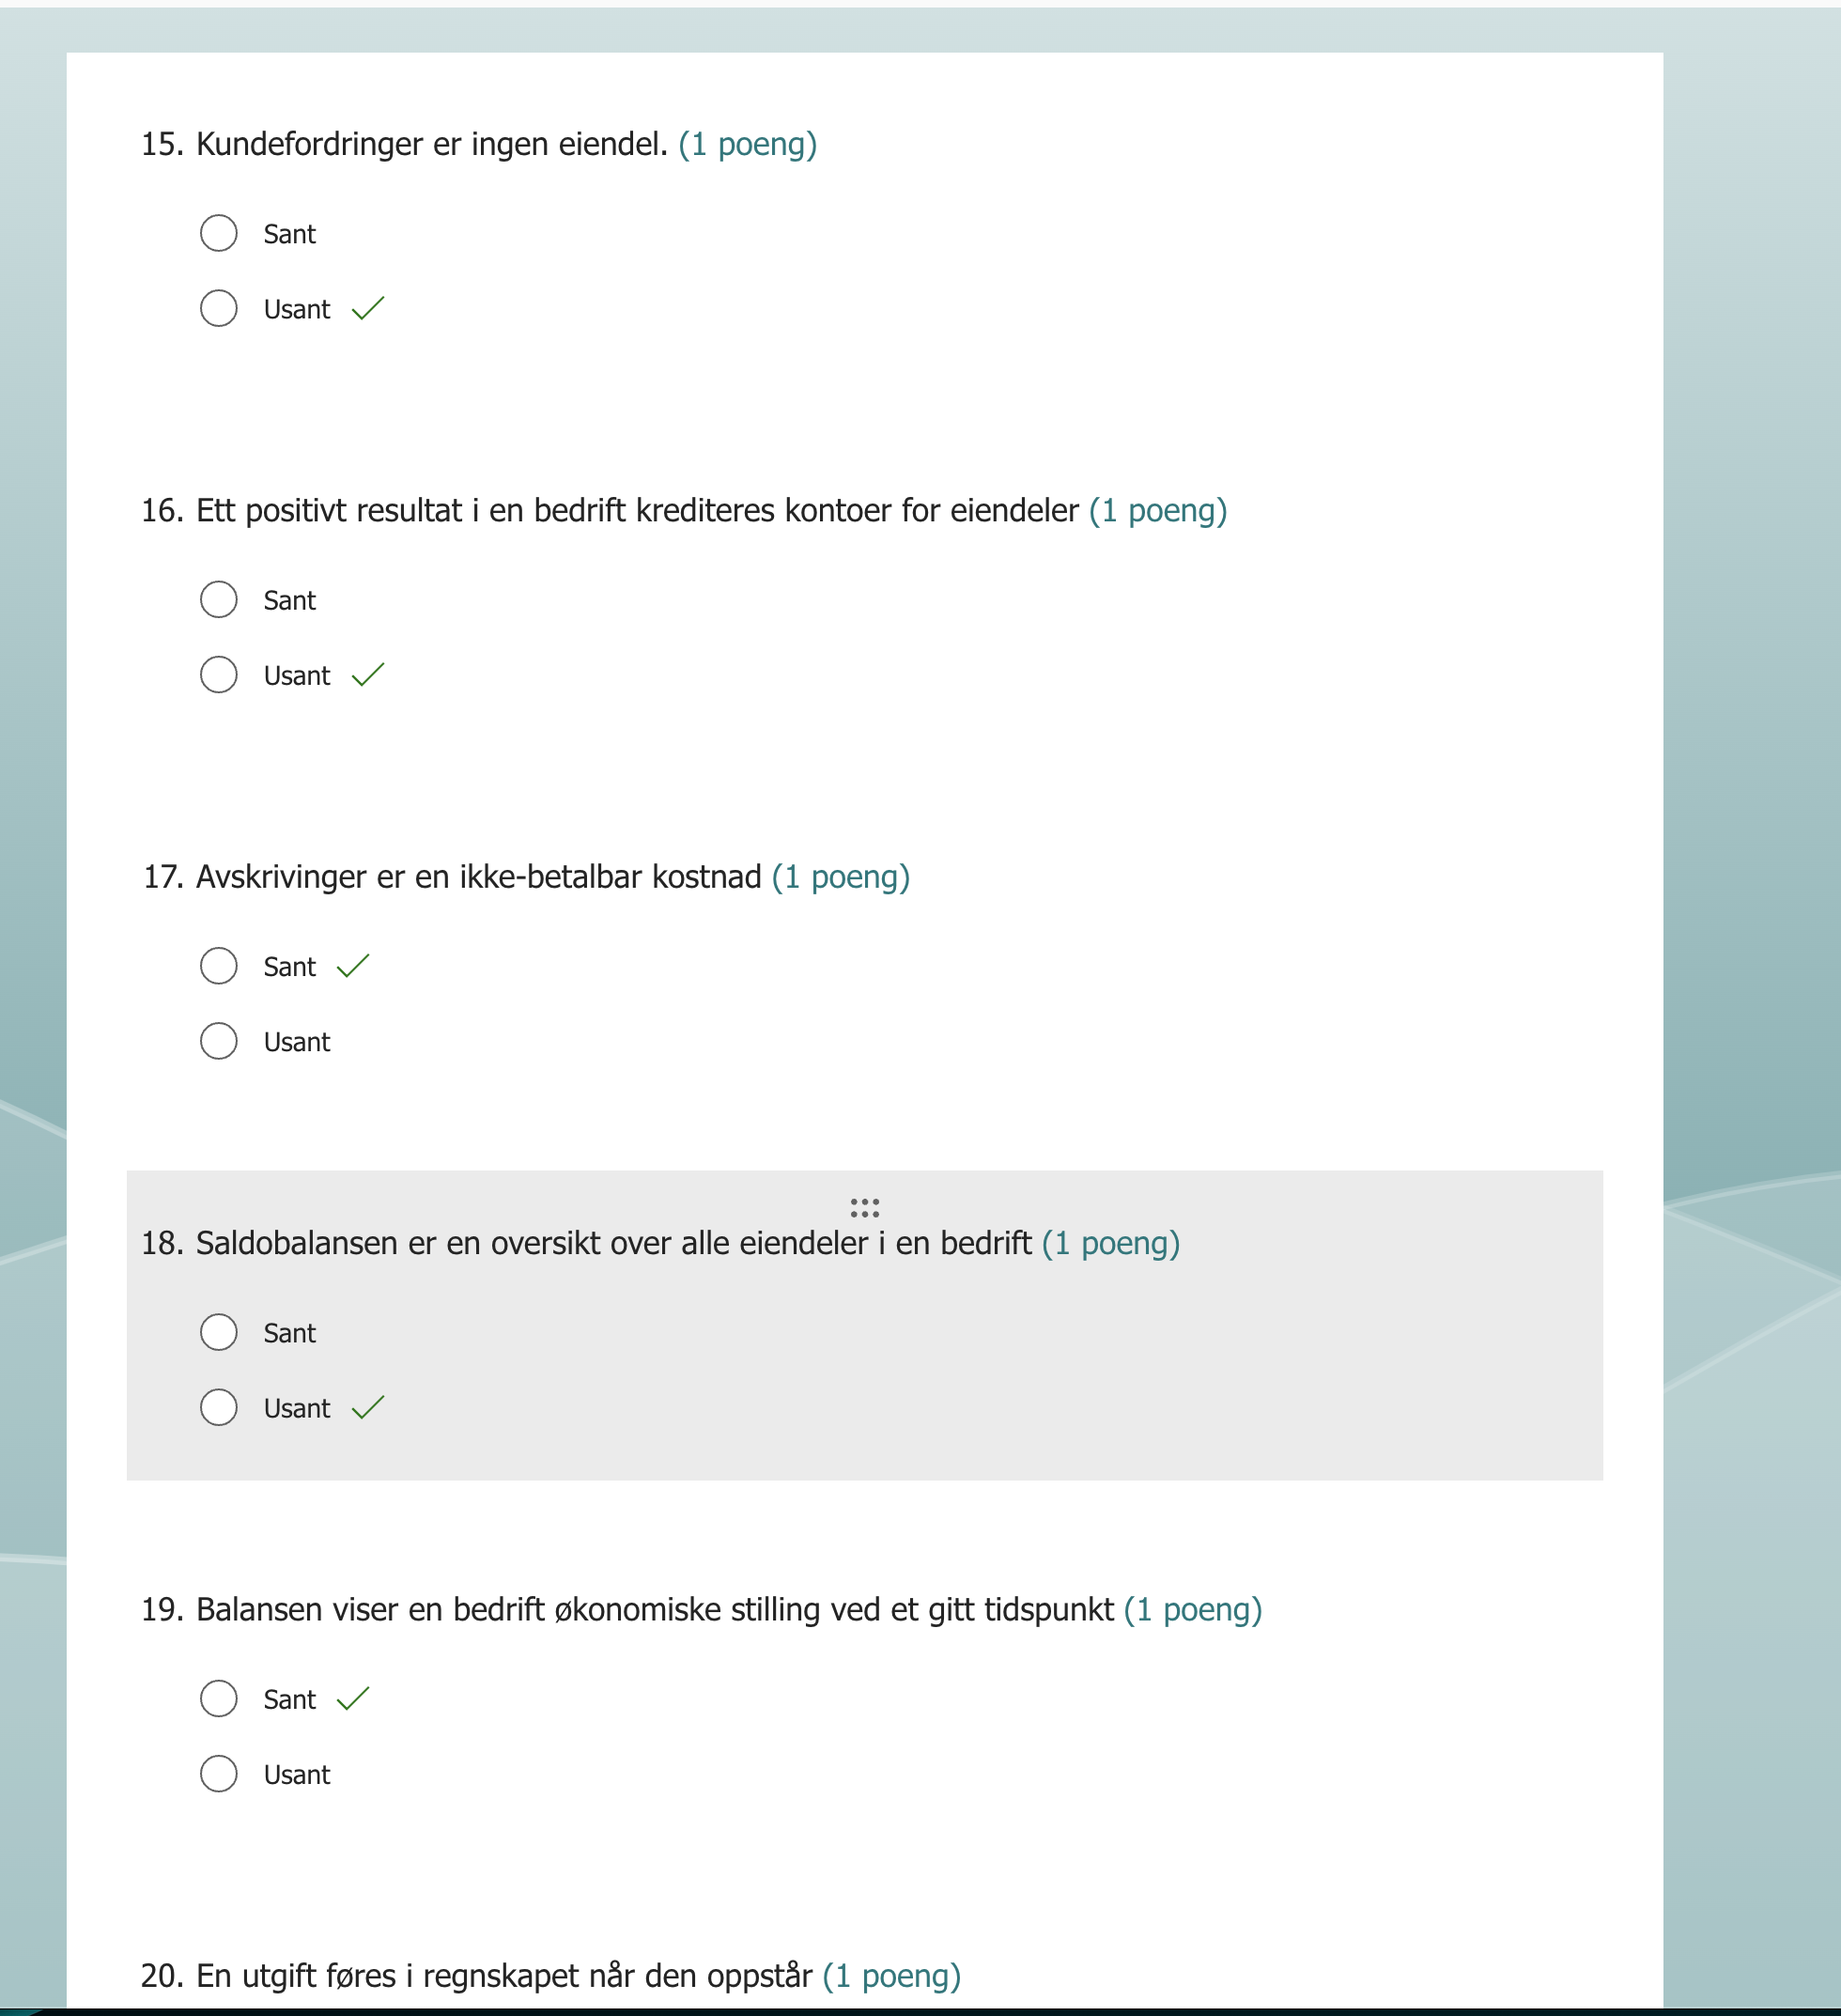 15. Kundefordringer er ingen eiendel. (1 poeng)
Sant
Usant
16. Ett positivt resultat i en bedrift krediteres kontoer for eiendeler (1 poeng)
Sant
Usant
17. Avskrivinger er en ikke-betalbar kostnad (1 poeng)
Sant
Usant
18. Saldobalansen er en oversikt over alle eiendeler i en bedrift (1 poeng)
Sant
Usant
19. Balansen viser en bedrift økonomiske stilling ved et gitt tidspunkt (1 poeng)
Sant
Usant
20. En utgift føres i regnskapet når den oppstår (1 poeng)